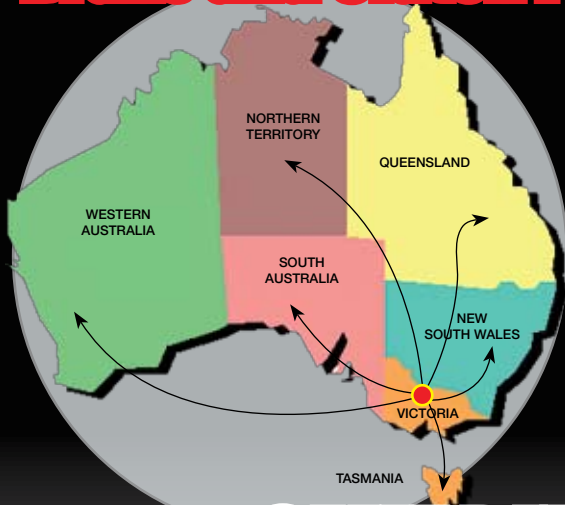 NORTHERN
TERRITORY
QUEENSLAND
WESTERN
AUSTRALIA
SOUTH
AUSTRALIA
NEW
SOUTH WALES
VICTORIA
TASMANIA